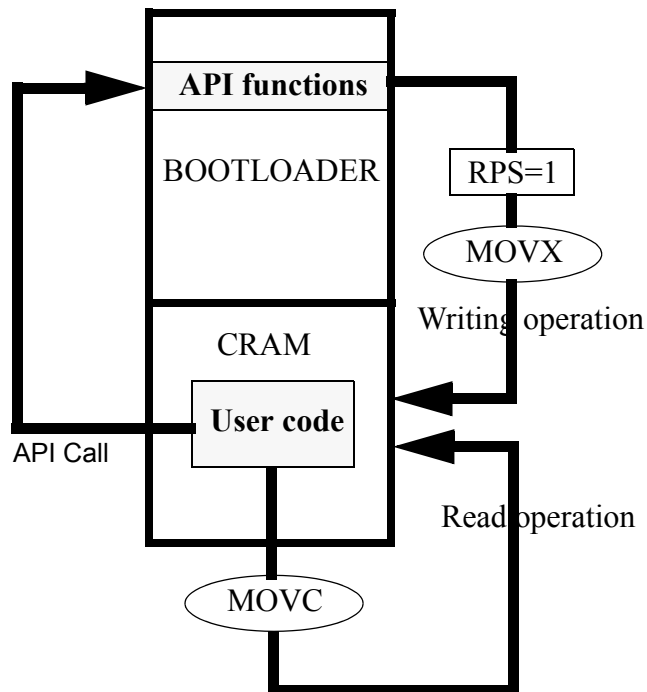 API functions
BOOTLOADER
RPS=1
MOVX
Writing operation
CRAM
User code
API Call
Read operation
MOVC